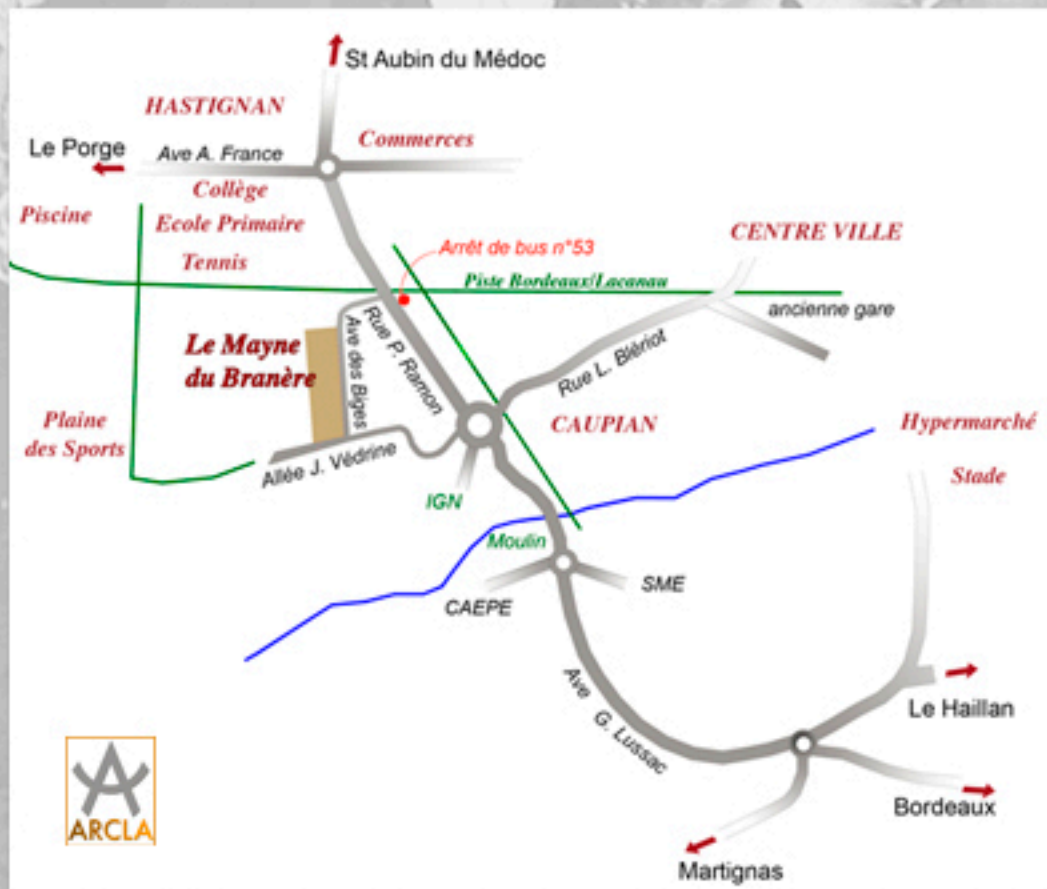 St Aubin du Médoc
HASTIGNAN
Commerces
Le Porge
Ave A. France
Collège
Piscine
Ecole Primaire
Tennis
Arrêt de bus n°53
CENTRE VILLE
Piste Bordeaux/Lacanau
ancienne gare
Le Mayne
du Branère
Ave des Biges
Rue P. Ramon
Rue L. Blériot
Plaine
des Sports
CAUPIAN
Hypermarché
Allée J. Védrine
Stade
IGN
Moulin
CAEPE
SME
Ave G. Lussac
Le Haillan
Bordeaux
Martignas
ARCLA